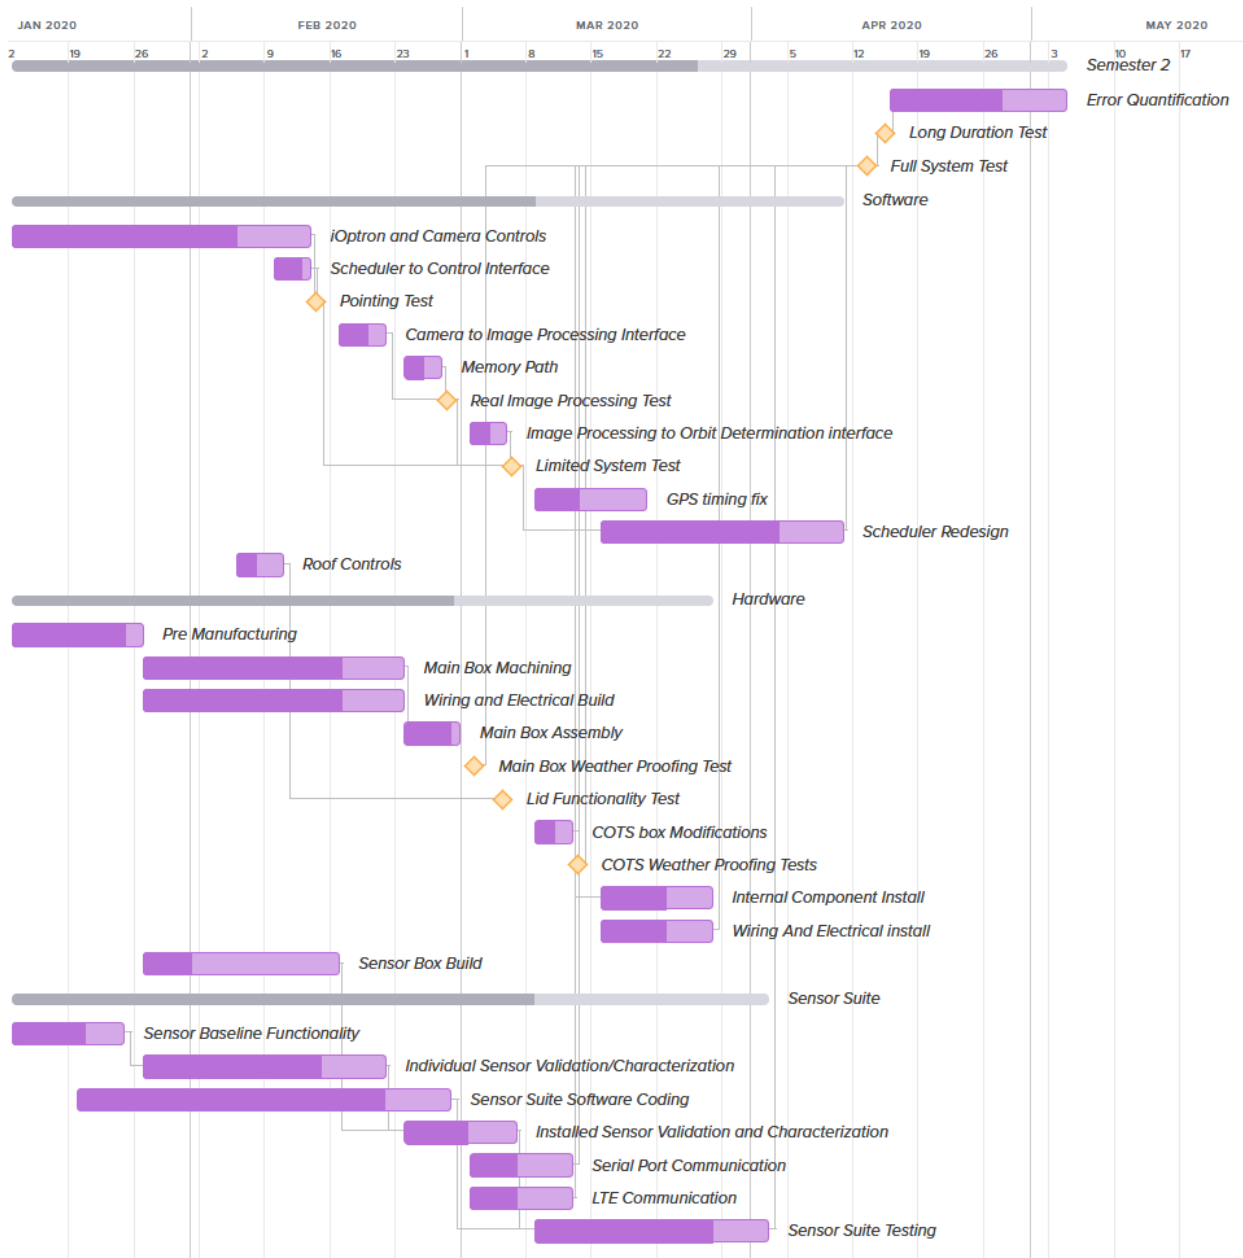 JAN 2020 FEB 2020 MAR 2020 APR 2020 MAY 2020
2 19 26 2 9 16 23 1 8 15 22 29 5 12 19 26 3 10 17
Semester 2
Error Quantification
Long Duration Test
Full System Test
Software
iOptron and Camera Controls
Scheduler to Control Interface
Pointing Test
Camera to Image Processing Interface
Memory Path
Real Image Processing Test
Image Processing to Orbit Determination interface
Limited System Test
GPS timing fix
Scheduler Redesign
Roof Controls
Hardware
Pre Manufacturing
Main Box Machining
Wiring and Electrical Build
Main Box Assembly
Main Box Weather Proofing Test
Lid Functionality Test
COTS box Modifications
COTS Weather Proofing Tests
Internal Component Install
Wiring And Electrical install
Sensor Box Build
Sensor Suite
Sensor Baseline Functionality
Individual Sensor Validation/Characterization
Sensor Suite Software Coding
Installed Sensor Validation and Characterization
Serial Port Communication
LTE Communication
Sensor Suite Testing